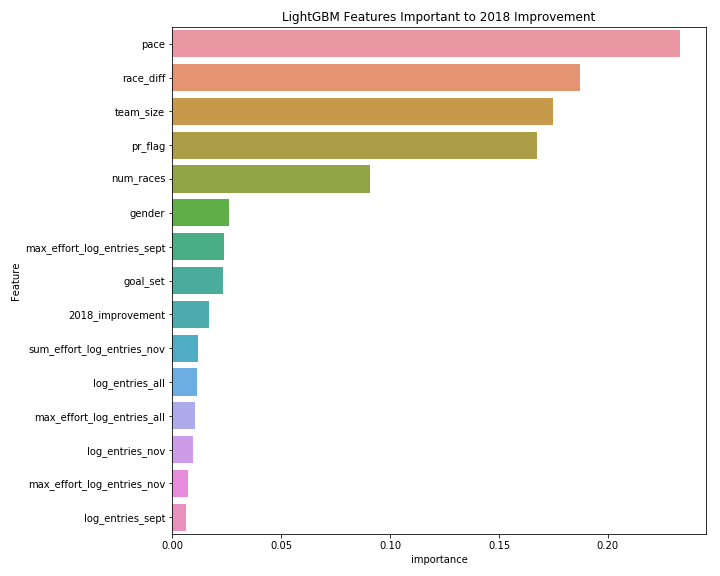 LightGBM Features Important to 2018 Improvement
pace
race_diff
team_size
pr_flag
num_races
gender
max_effort_log_entries_sept
goal_set
2018_improvement
sum_effort_log_entries_nov
log_entries_all
max_effort_log_entries_all
log_entries_nov
max_effort_log_entries_nov
log_entries_sept
Feature
0.00 0.05 0.10 0.15 0.20
importance